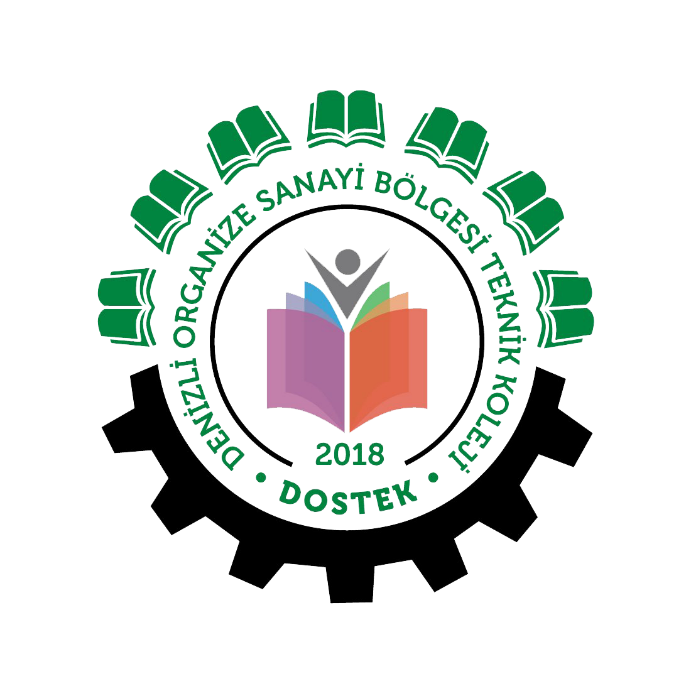 DENİZLİ ORGANİZE SANAYİ BÖLGESİ TEKNİK KOLEJİ
2018
• DOSTEK •